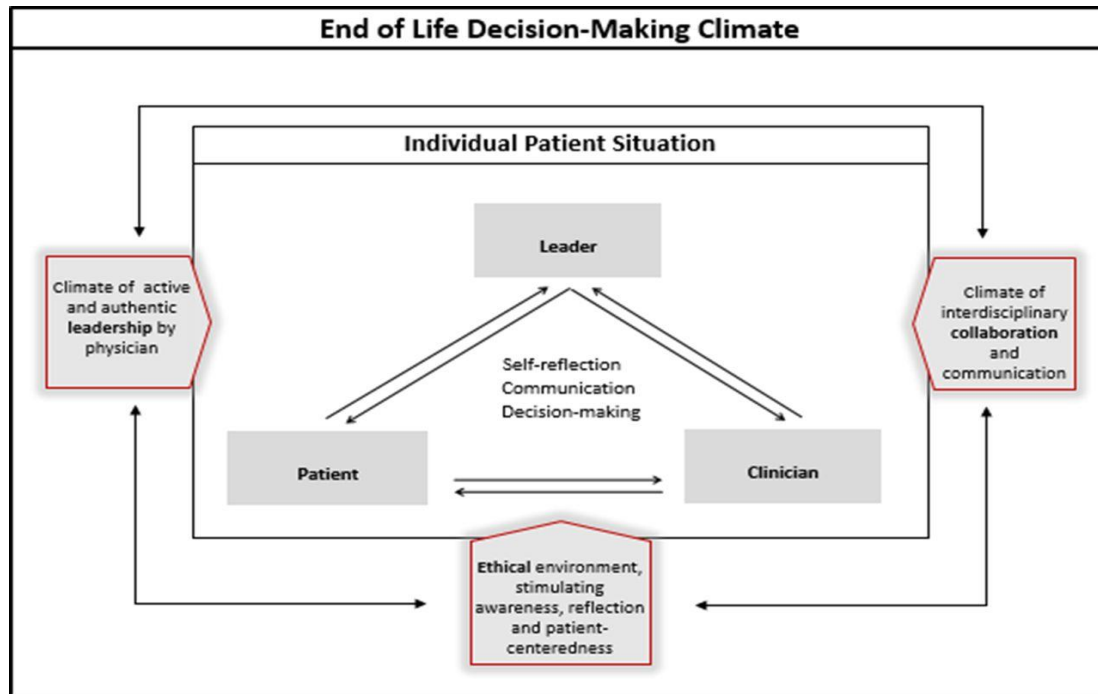 End of Life Decision-Making Climate
Individual Patient Situation
Leader
Climate of active
and authentic
leadership by
physician
Climate of
interdisciplinary
collaboration
and
communication
Self-reflection
Communication
Decision-making
Patient
Clinician
Ethical environment,
stimulating
awareness, reflection
and patient-
centeredness